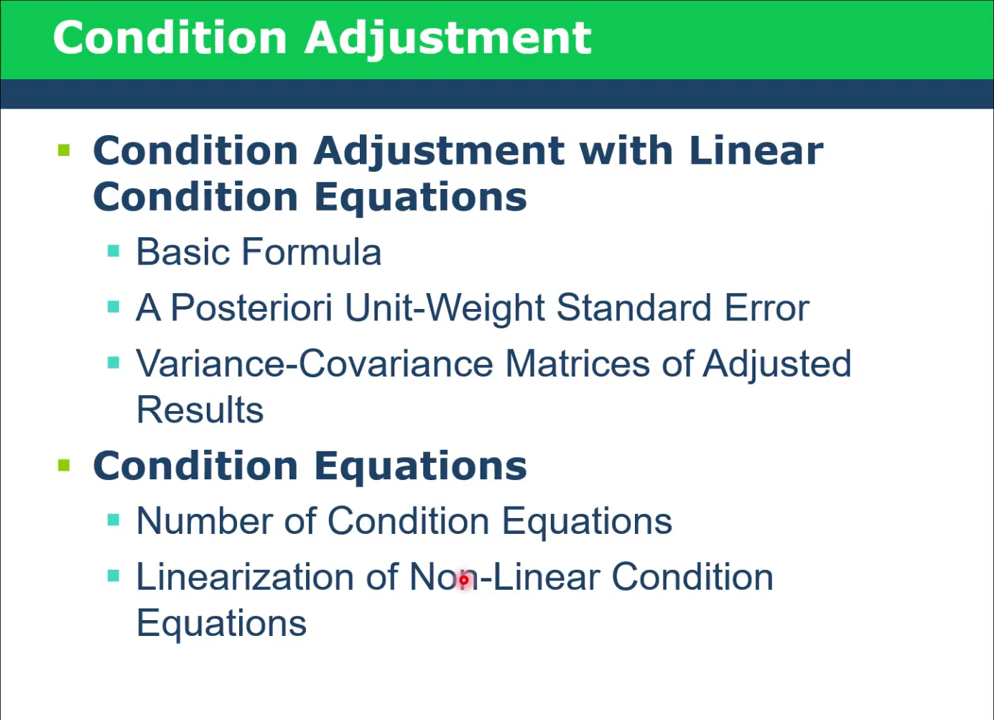 Condition Adjustment
Condition Adjustment with Linear
Condition Equations
Basic Formula
A Posteriori Unit-Weight Standard Error
Variance-Covariance Matrices of Adjusted
Results
Condition Equations
Number of Condition Equations
Linearization of Non-Linear Condition
Equations